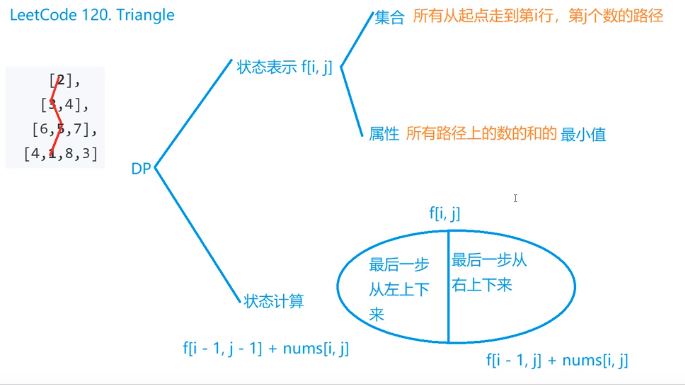 LeetCode 120. Triangle
集合 所有从起点走到第i行，第j个数的路径
状态表示 f[i, j]
[2],
[3,4],
[6,5,7],
[4,1,8,3]
属性 所有路径上的数的和的 最小值
DP
f[i, j]
最后一步
从左上下
来
最后一步从
右上下来
状态计算
f[i - 1, j - 1] + nums[i, j]
f[i - 1, j] + nums[i, j]